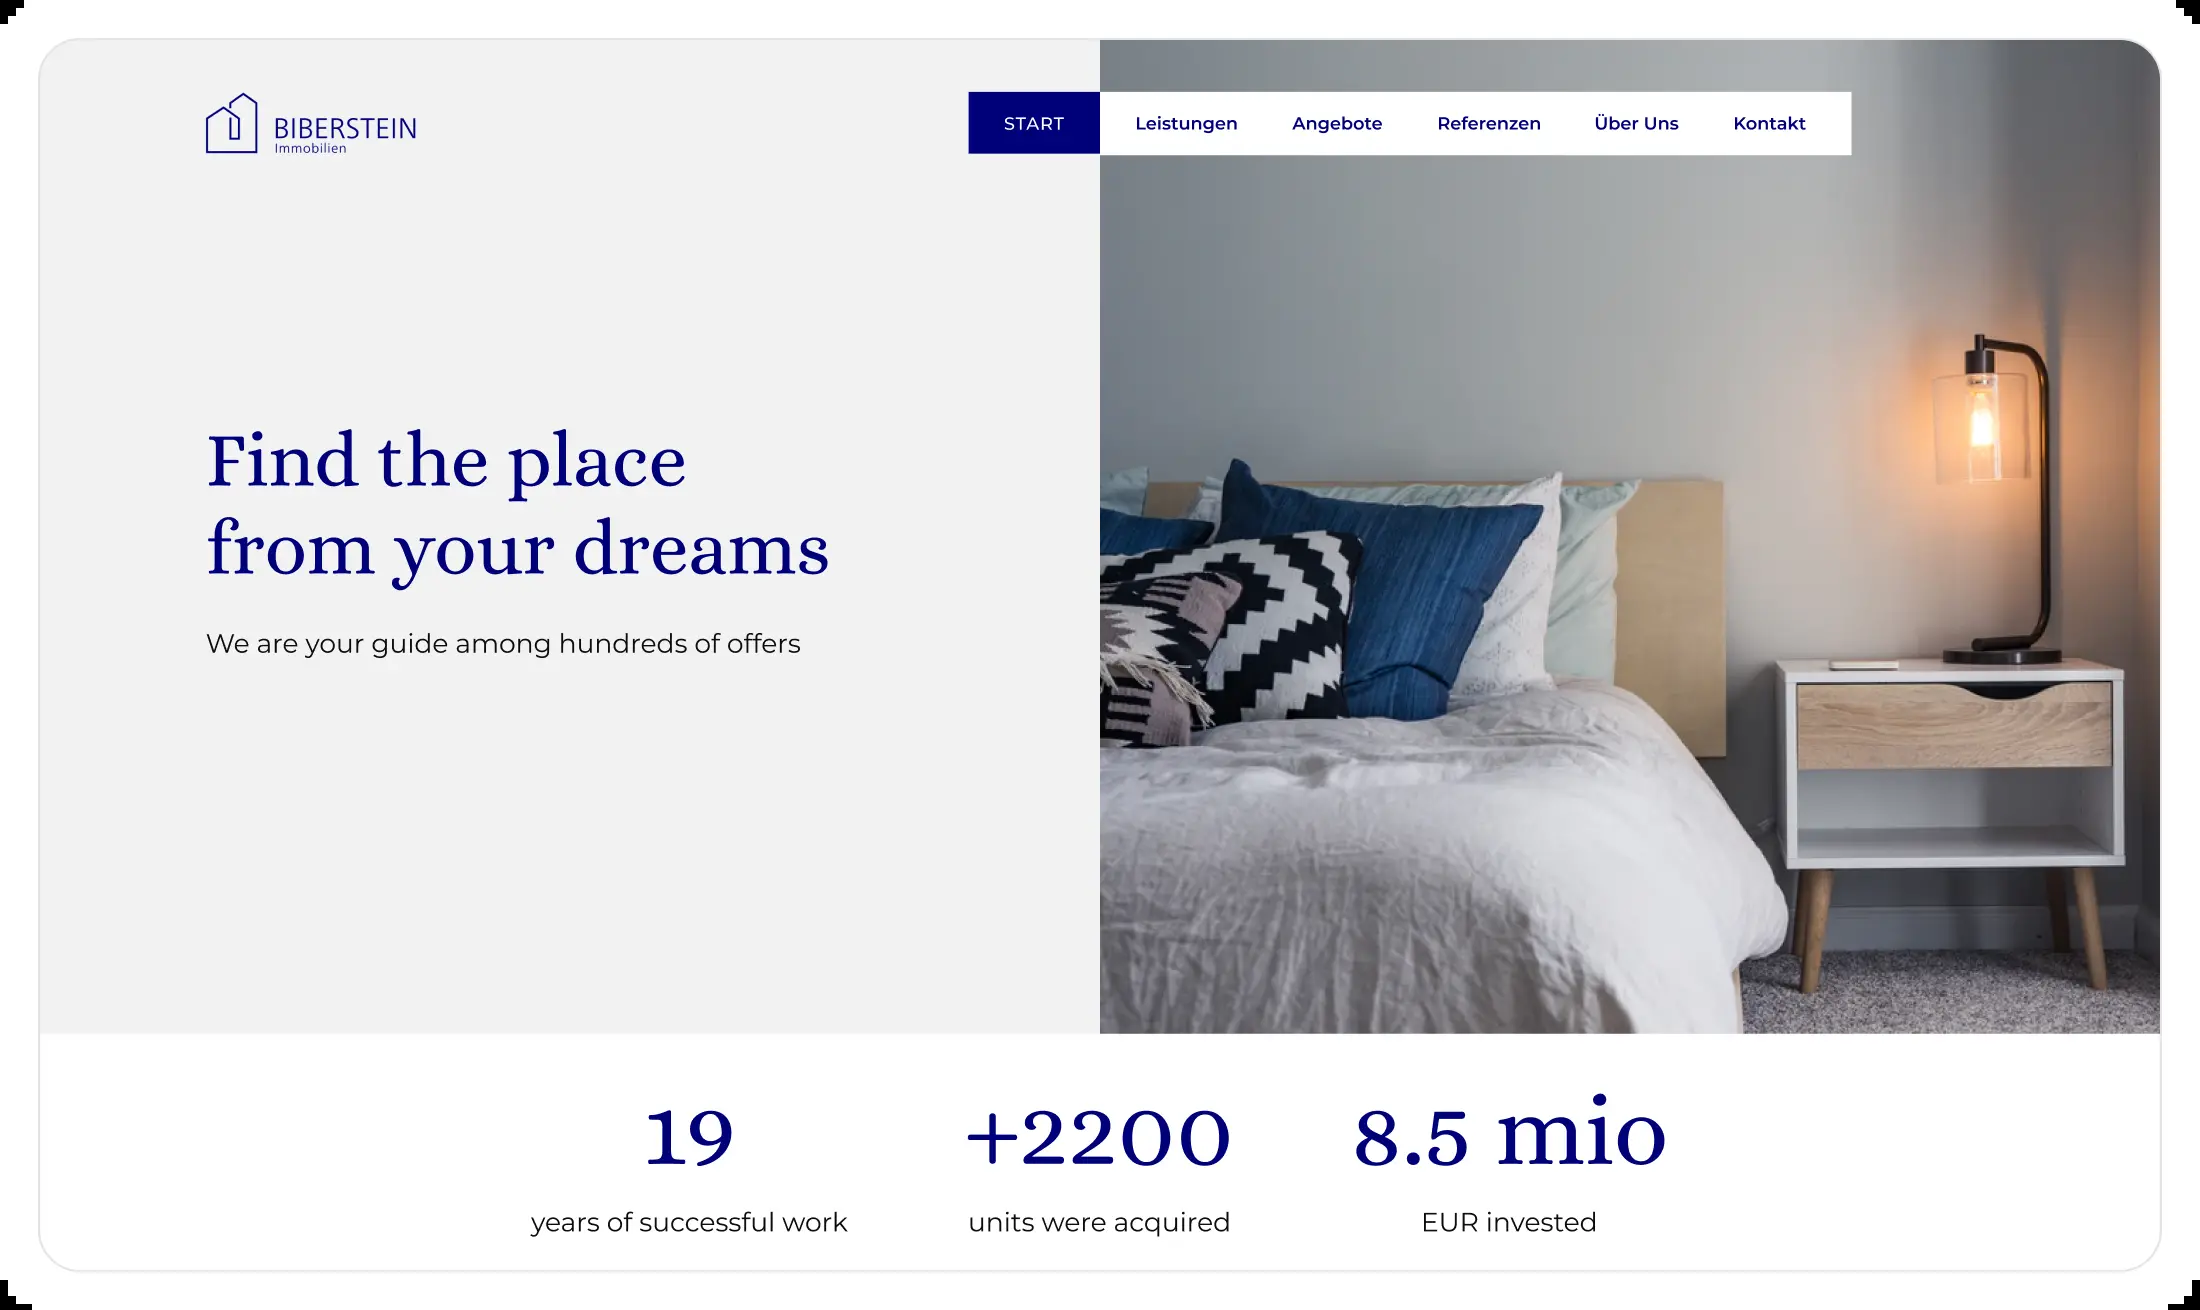 BIBERSTEIN
Immobilien
START Leistungen Angebote Referenzen Über Uns Kontakt
Find the place
from your dreams
We are your guide among hundreds of offers
19 +2200 8.5 mio
years of successful work units were acquired EUR invested